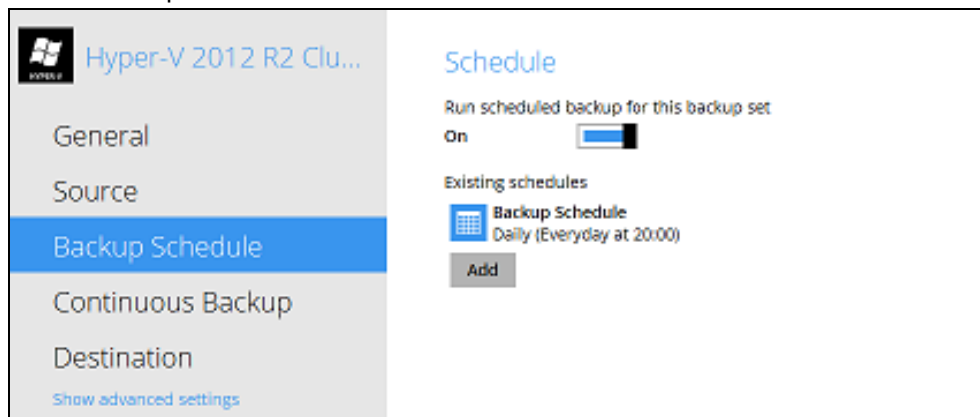 Hyper-V 2012 R2 Clu...
General
Source
Backup Schedule
Continuous Backup
Destination
Show advanced settings
Schedule
Run scheduled backup for this backup set
On
Existing schedules
Backup Schedule
Daily (Everyday at 20:00)
Add